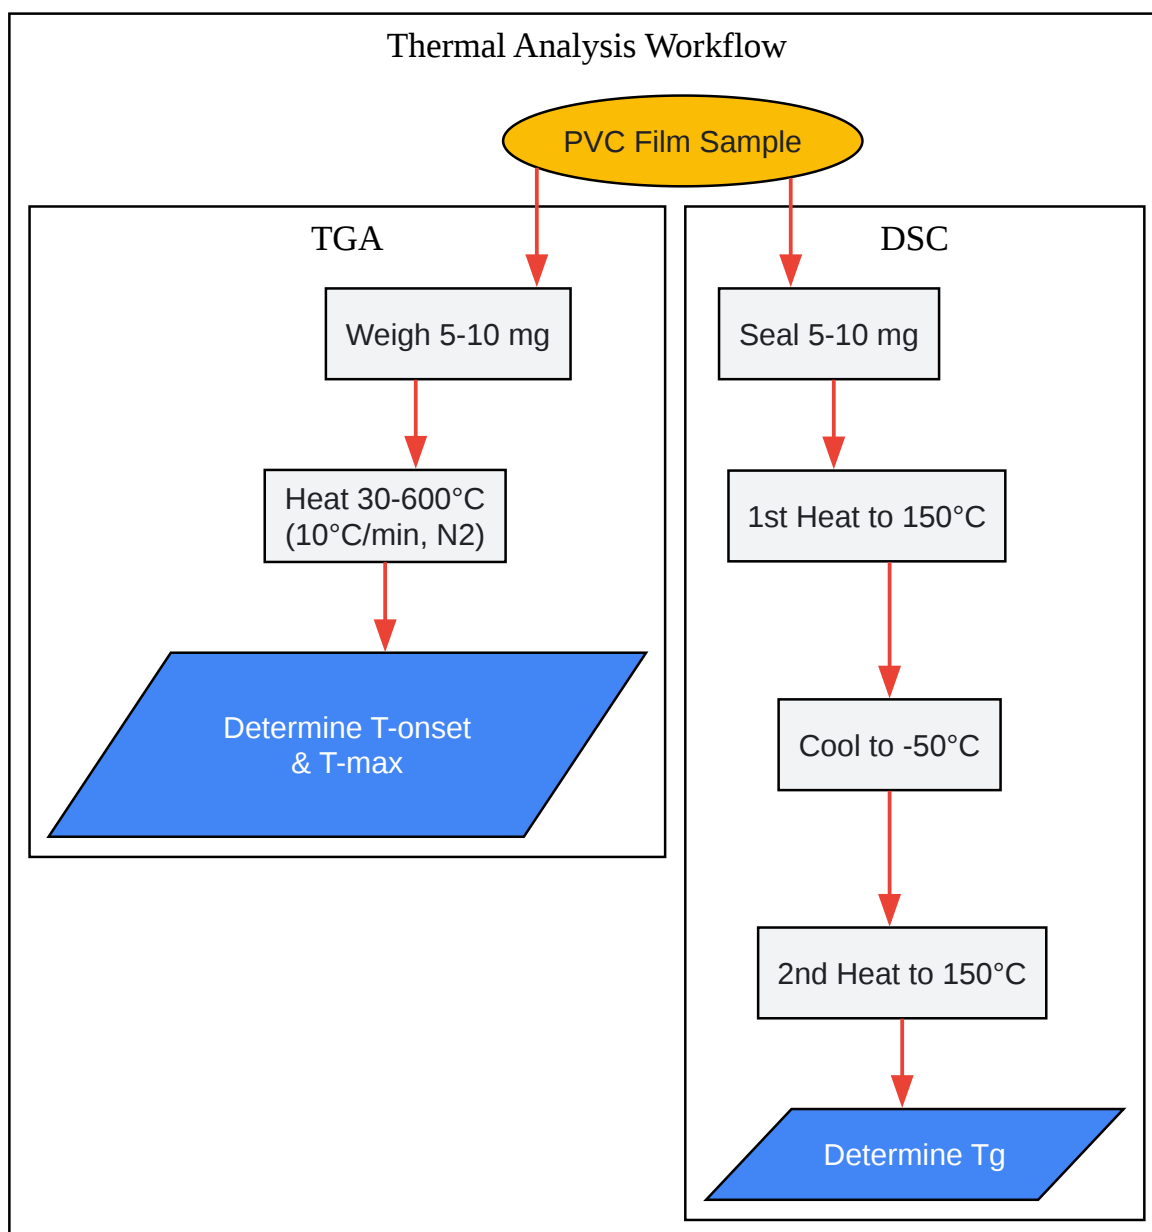 Thermal Analysis Workflow
PVC Film Sample
TGA
Weigh 5-10 mg
Heat 30-600°C
(10°C/min, N2)
Determine T-onset
& T-max
DSC
Seal 5-10 mg
1st Heat to 150°C
Cool to -50°C
2nd Heat to 150°C
Determine Tg